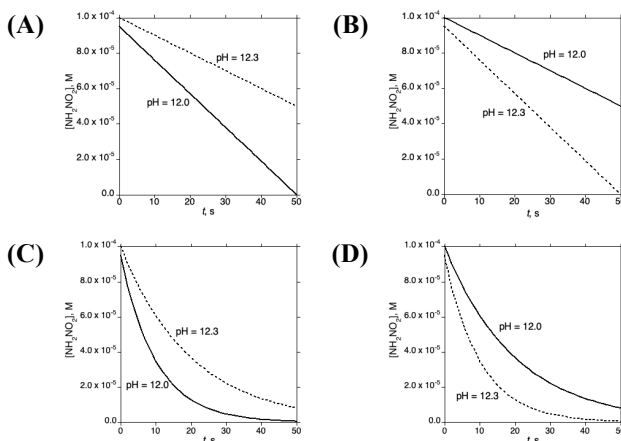 (A)
[NH₂NO₂], M
1.0 x 10⁻⁴
8.0 x 10⁻⁵
6.0 x 10⁻⁵
4.0 x 10⁻⁵
2.0 x 10⁻⁵
0.0
pH = 12.3
pH = 12.0
0 10 20 30 40 50
t, s
(B)
[NH₂NO₂], M
1.0 x 10⁻⁴
8.0 x 10⁻⁵
6.0 x 10⁻⁵
4.0 x 10⁻⁵
2.0 x 10⁻⁵
0.0
pH = 12.0
pH = 12.3
0 10 20 30 40 50
t, s
(C)
[NH₂NO₂], M
1.0 x 10⁻⁴
8.0 x 10⁻⁵
6.0 x 10⁻⁵
4.0 x 10⁻⁵
2.0 x 10⁻⁵
0.0
pH = 12.3
pH = 12.0
0 10 20 30 40 50
t, s
(D)
[NH₂NO₂], M
1.0 x 10⁻⁴
8.0 x 10⁻⁵
6.0 x 10⁻⁵
4.0 x 10⁻⁵
2.0 x 10⁻⁵
0.0
pH = 12.0
pH = 12.3
0 10 20 30 40 50
t, s